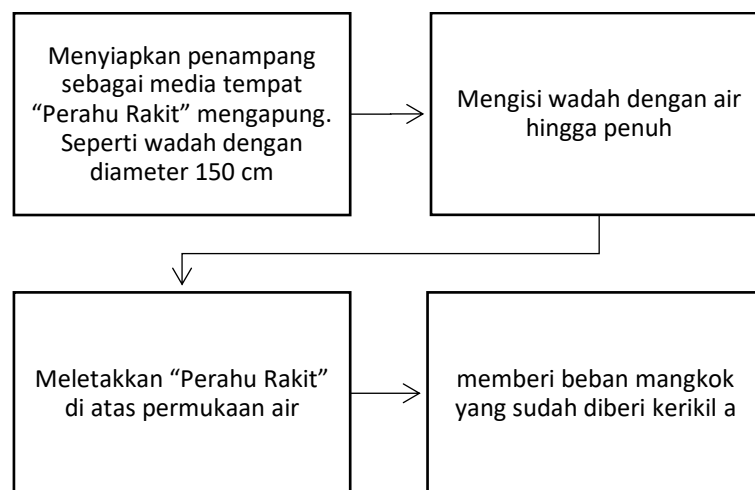 Menyiapkan penampang
sebagai media tempat
“Perahu Rakit” mengapung.
Seperti wadah dengan
diameter 150 cm
Mengisi wadah dengan air
hingga penuh
Meletakkan “Perahu Rakit”
di atas permukaan air
memberi beban mangkok
yang sudah diberi kerikil a